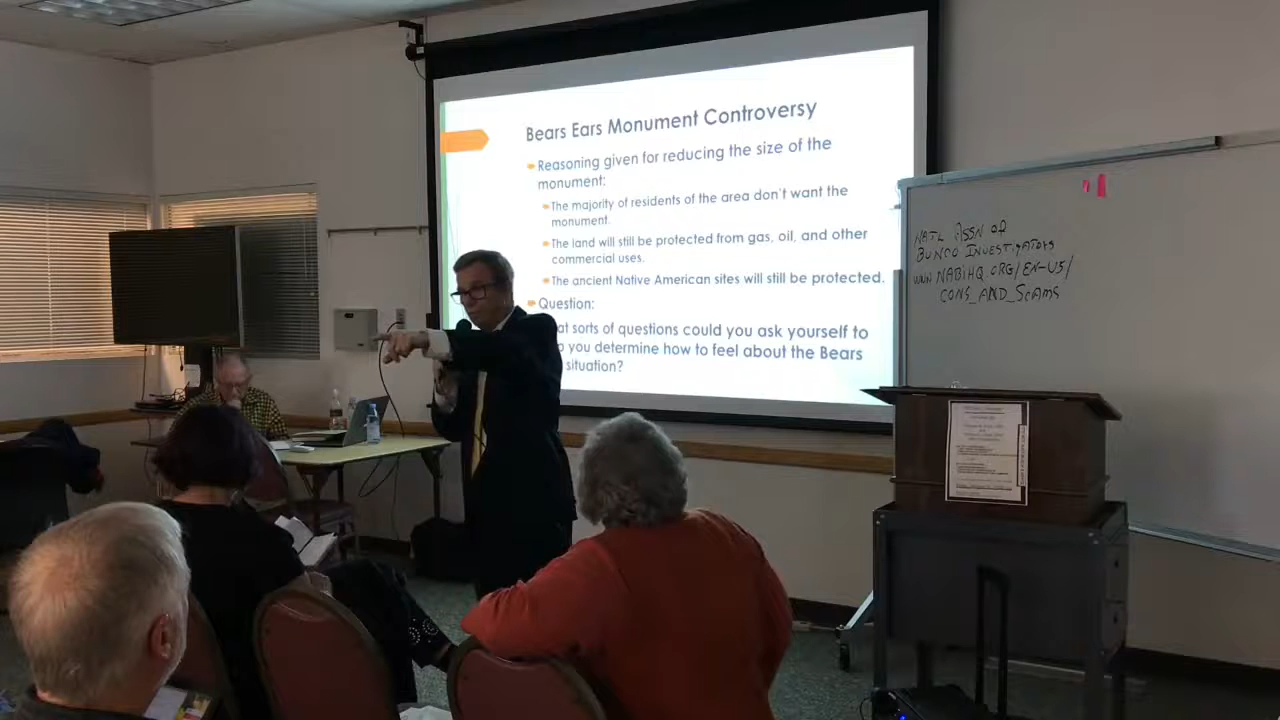 Bears Ears Monument Controversy
Reasoning given for reducing the size of the
monument:
The majority of residents of the area don't want the
monument.
The land will still be protected from gas, oil, and other
commercial uses.
The ancient Native American sites will still be protected.
Question:
sorts of questions could you ask yourself to
you determine how to feel about the Bears
situation?
NATL ASSN OF
BUNCO INVESTIGATORS
WWW.NABIHQ.ORG/EN-US/
CONS_AND_SCAMS